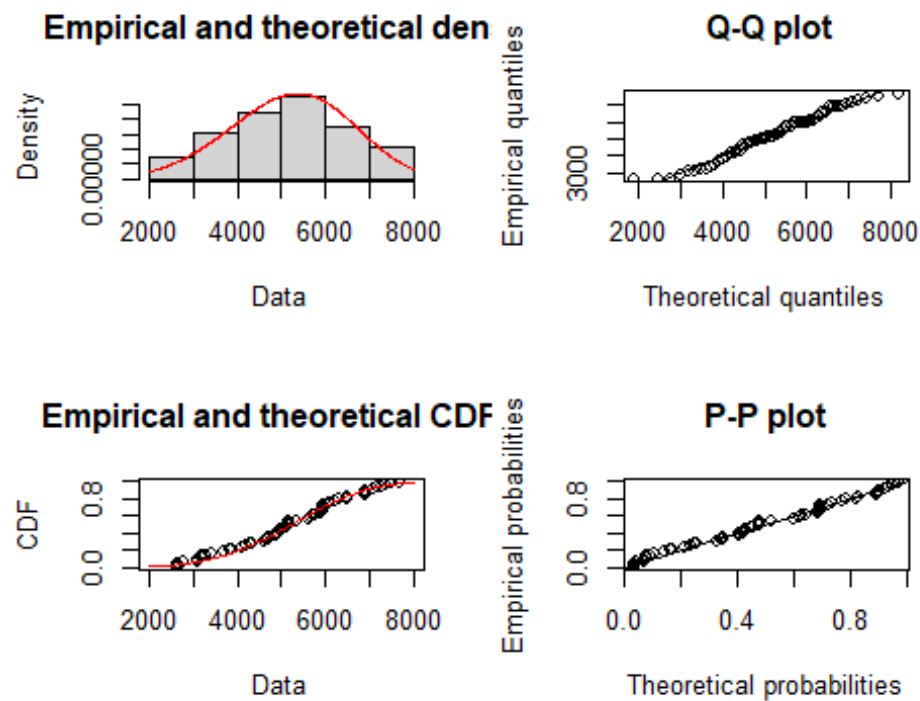 Empirical and theoretical den
Density
0.00000
2000 4000 6000 8000
Data
Q-Q plot
Empirical quantiles
3000
2000 4000 6000 8000
Theoretical quantiles
Empirical and theoretical CDF
CDF
0.0 0.8
2000 4000 6000 8000
Data
P-P plot
Empirical probabilities
0.0 0.8
0.0 0.4 0.8
Theoretical probabilities